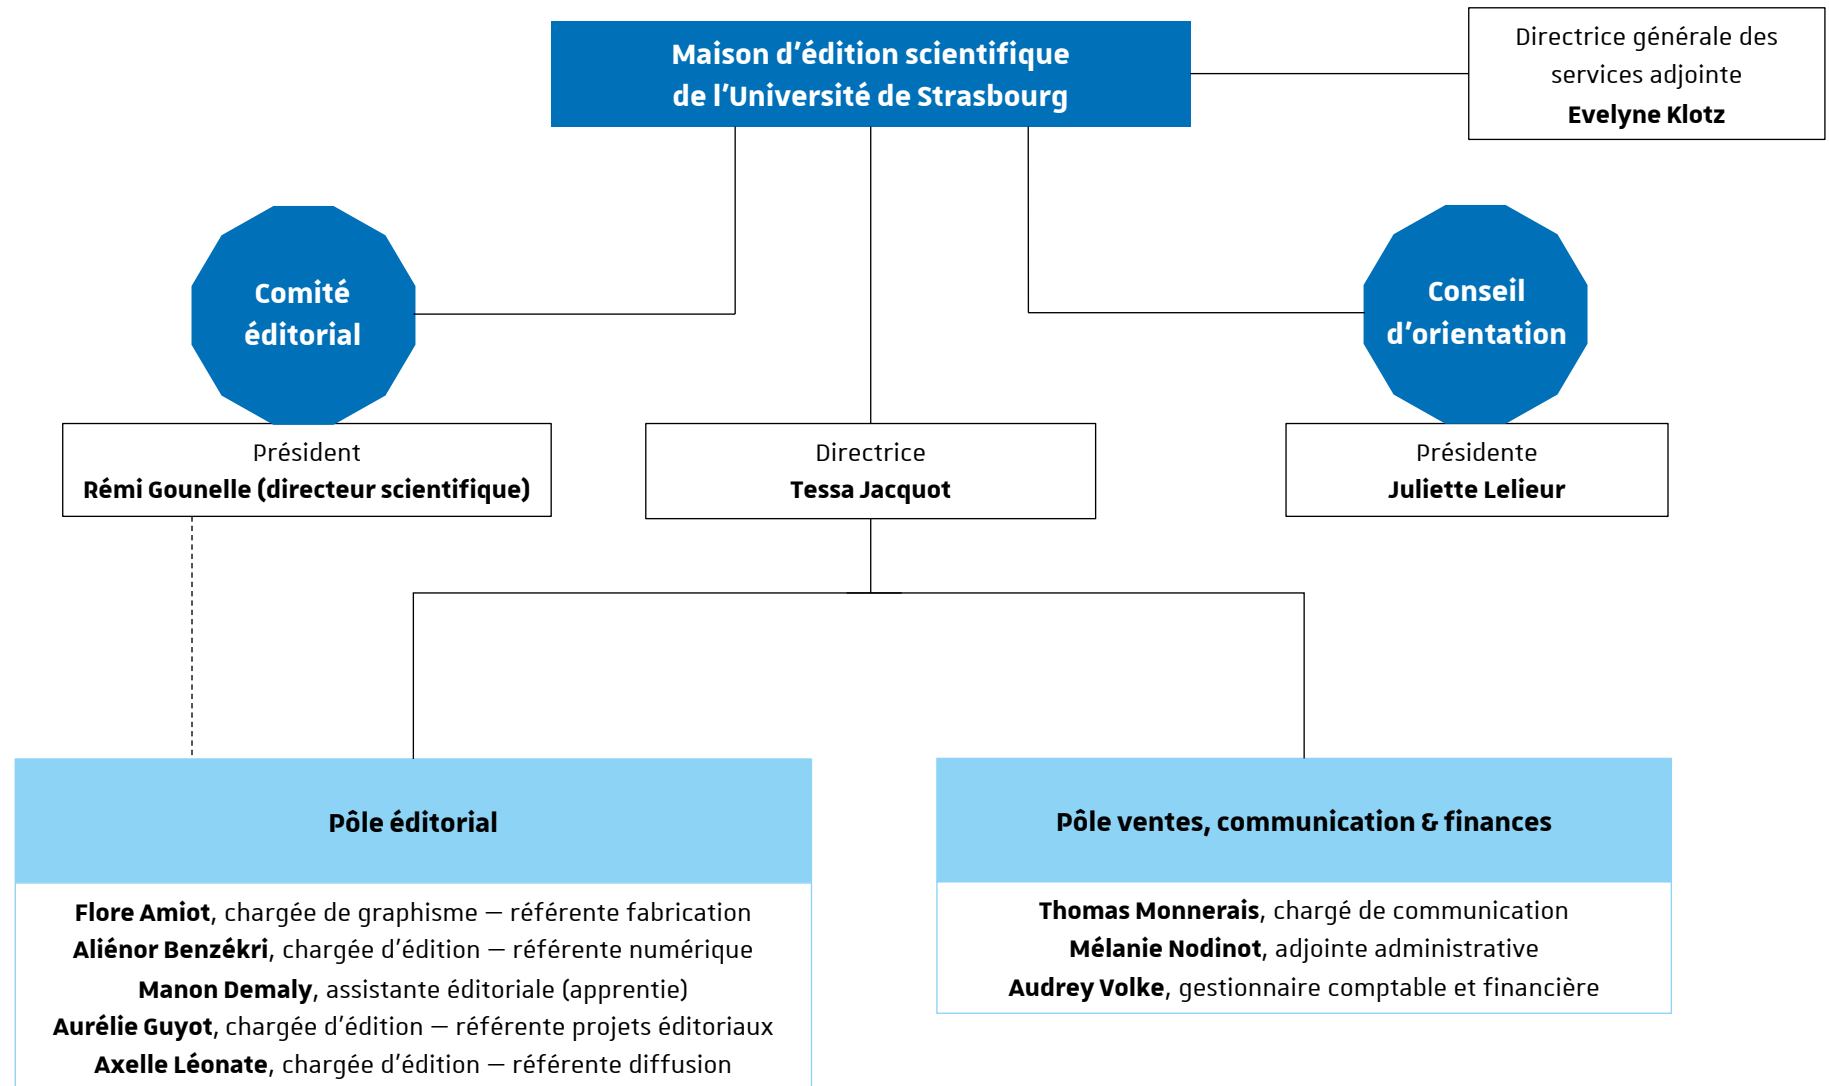 Maison d'édition scientifique
de l'Université de Strasbourg
Directrice générale des
services adjointe
Evelyne Klotz
Comité
éditorial
Conseil
d'orientation
Président
Rémi Gounelle (directeur scientifique)
Directrice
Tessa Jacquot
Présidente
Juliette Lelieur
Pôle éditorial
Flore Amiot, chargée de graphisme — référente fabrication
Aliénor Benzékri, chargée d'édition — référente numérique
Manon Demaly, assistante éditoriale (apprentie)
Aurélie Guyot, chargée d'édition — référente projets éditoriaux
Axelle Léonate, chargée d'édition — référente diffusion
Pôle ventes, communication & finances
Thomas Monnerais, chargé de communication
Mélanie Nodinot, adjointe administrative
Audrey Volke, gestionnaire comptable et financière